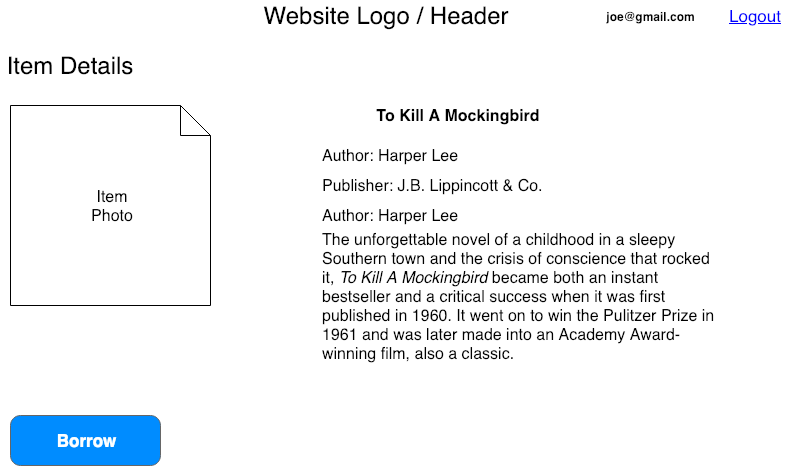 Website Logo / Header
joe@gmail.com
Logout
Item Details
Item
Photo
To Kill A Mockingbird
Author: Harper Lee
Publisher: J.B. Lippincott & Co.
Author: Harper Lee
The unforgettable novel of a childhood in a sleepy
Southern town and the crisis of conscience that rocked
it, To Kill A Mockingbird became both an instant
bestseller and a critical success when it was first
published in 1960. It went on to win the Pulitzer Prize in
1961 and was later made into an Academy Award-
winning film, also a classic.
Borrow